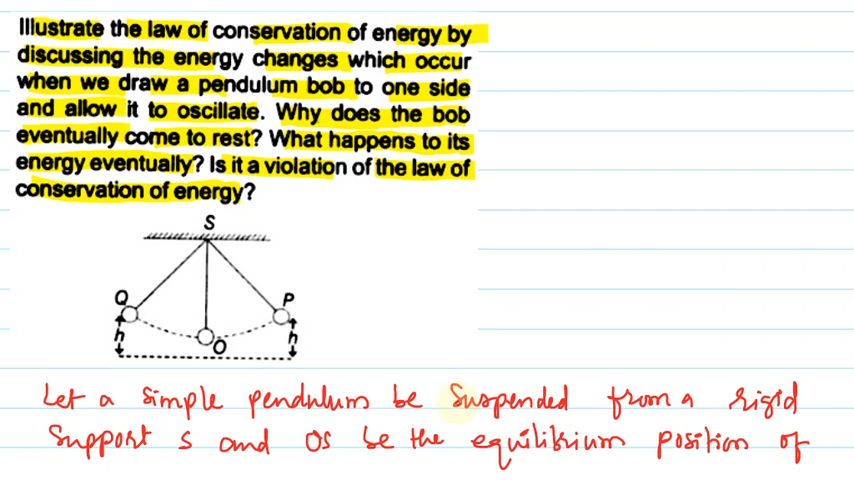 Illustrate the law of conservation of energy by
discussing the energy changes which occur
when we draw a pendulum bob to one side
and allow it to oscillate. Why does the bob
eventually come to rest? What happens to its
energy eventually? Is it a violation of the law of
conservation of energy?
S
Q P
h O h
Let a simple pendulum be suspended from a rigid
support S and OS be the equilibrium position of